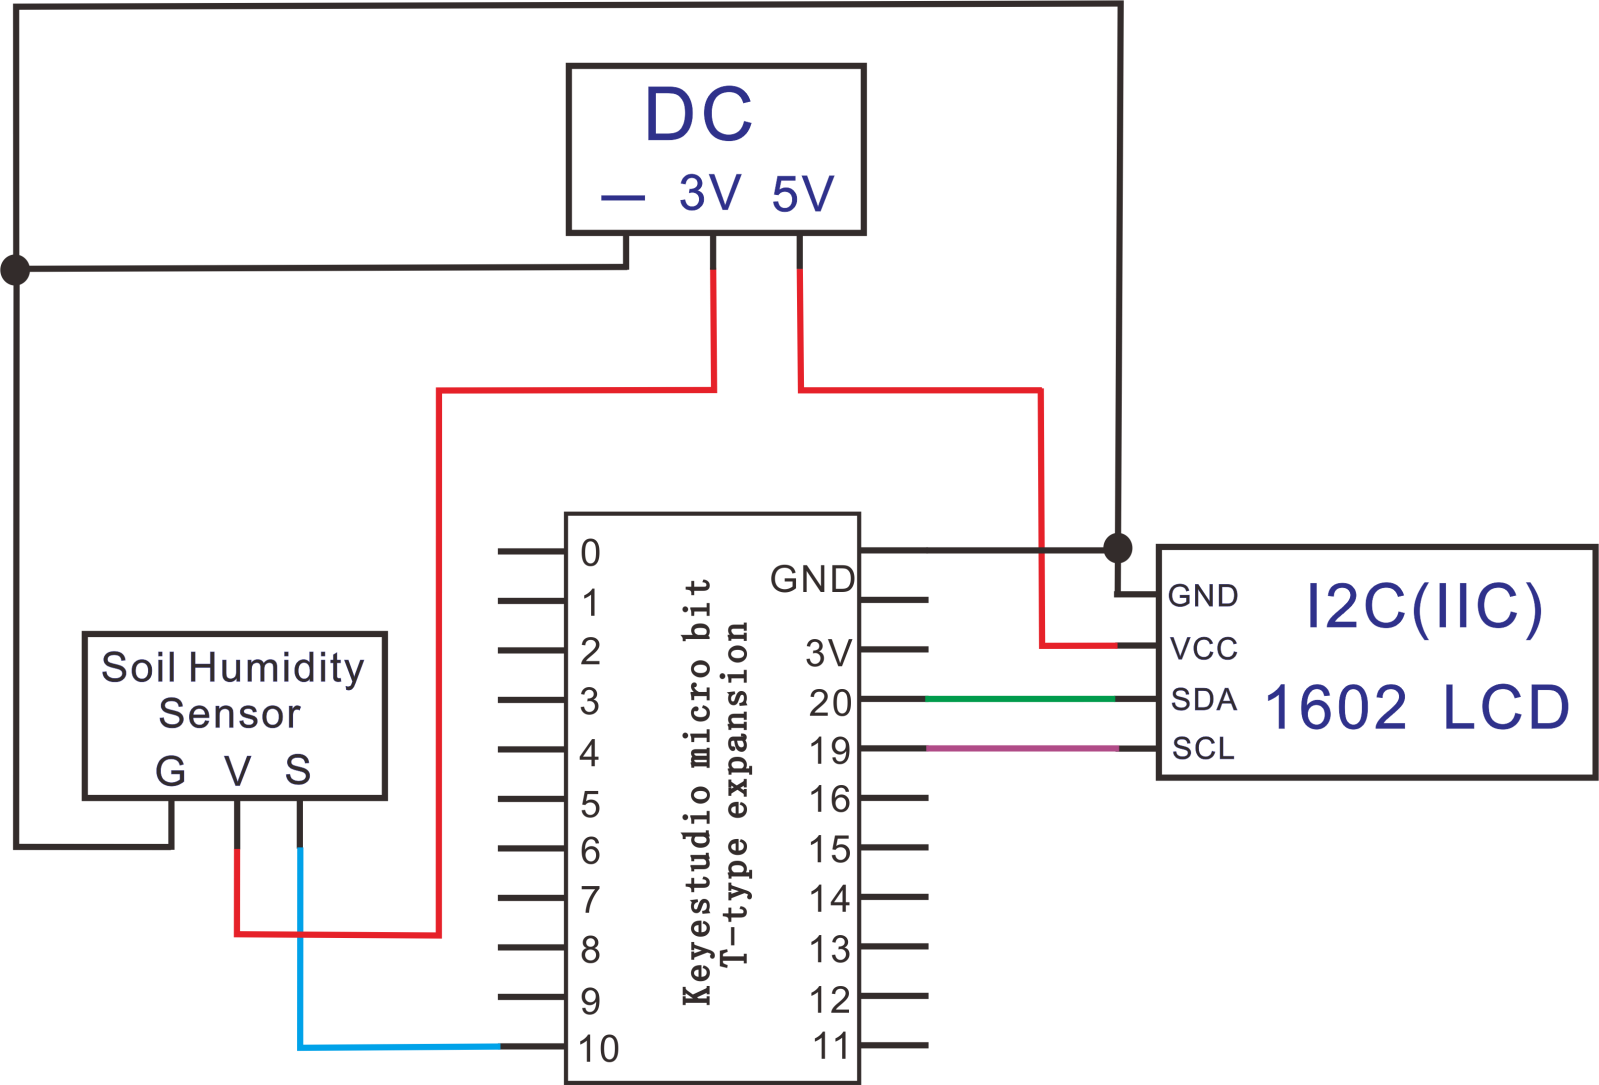 DC
— 3V 5V
Soil Humidity
Sensor
G V S
Keyestudio micro bit
T-type expansion
0
1
2
3
4
5
6
7
8
9
10
GND
3V
20
19
16
15
14
13
12
11
GND
VCC
SDA
SCL
I2C(IIC)
1602 LCD